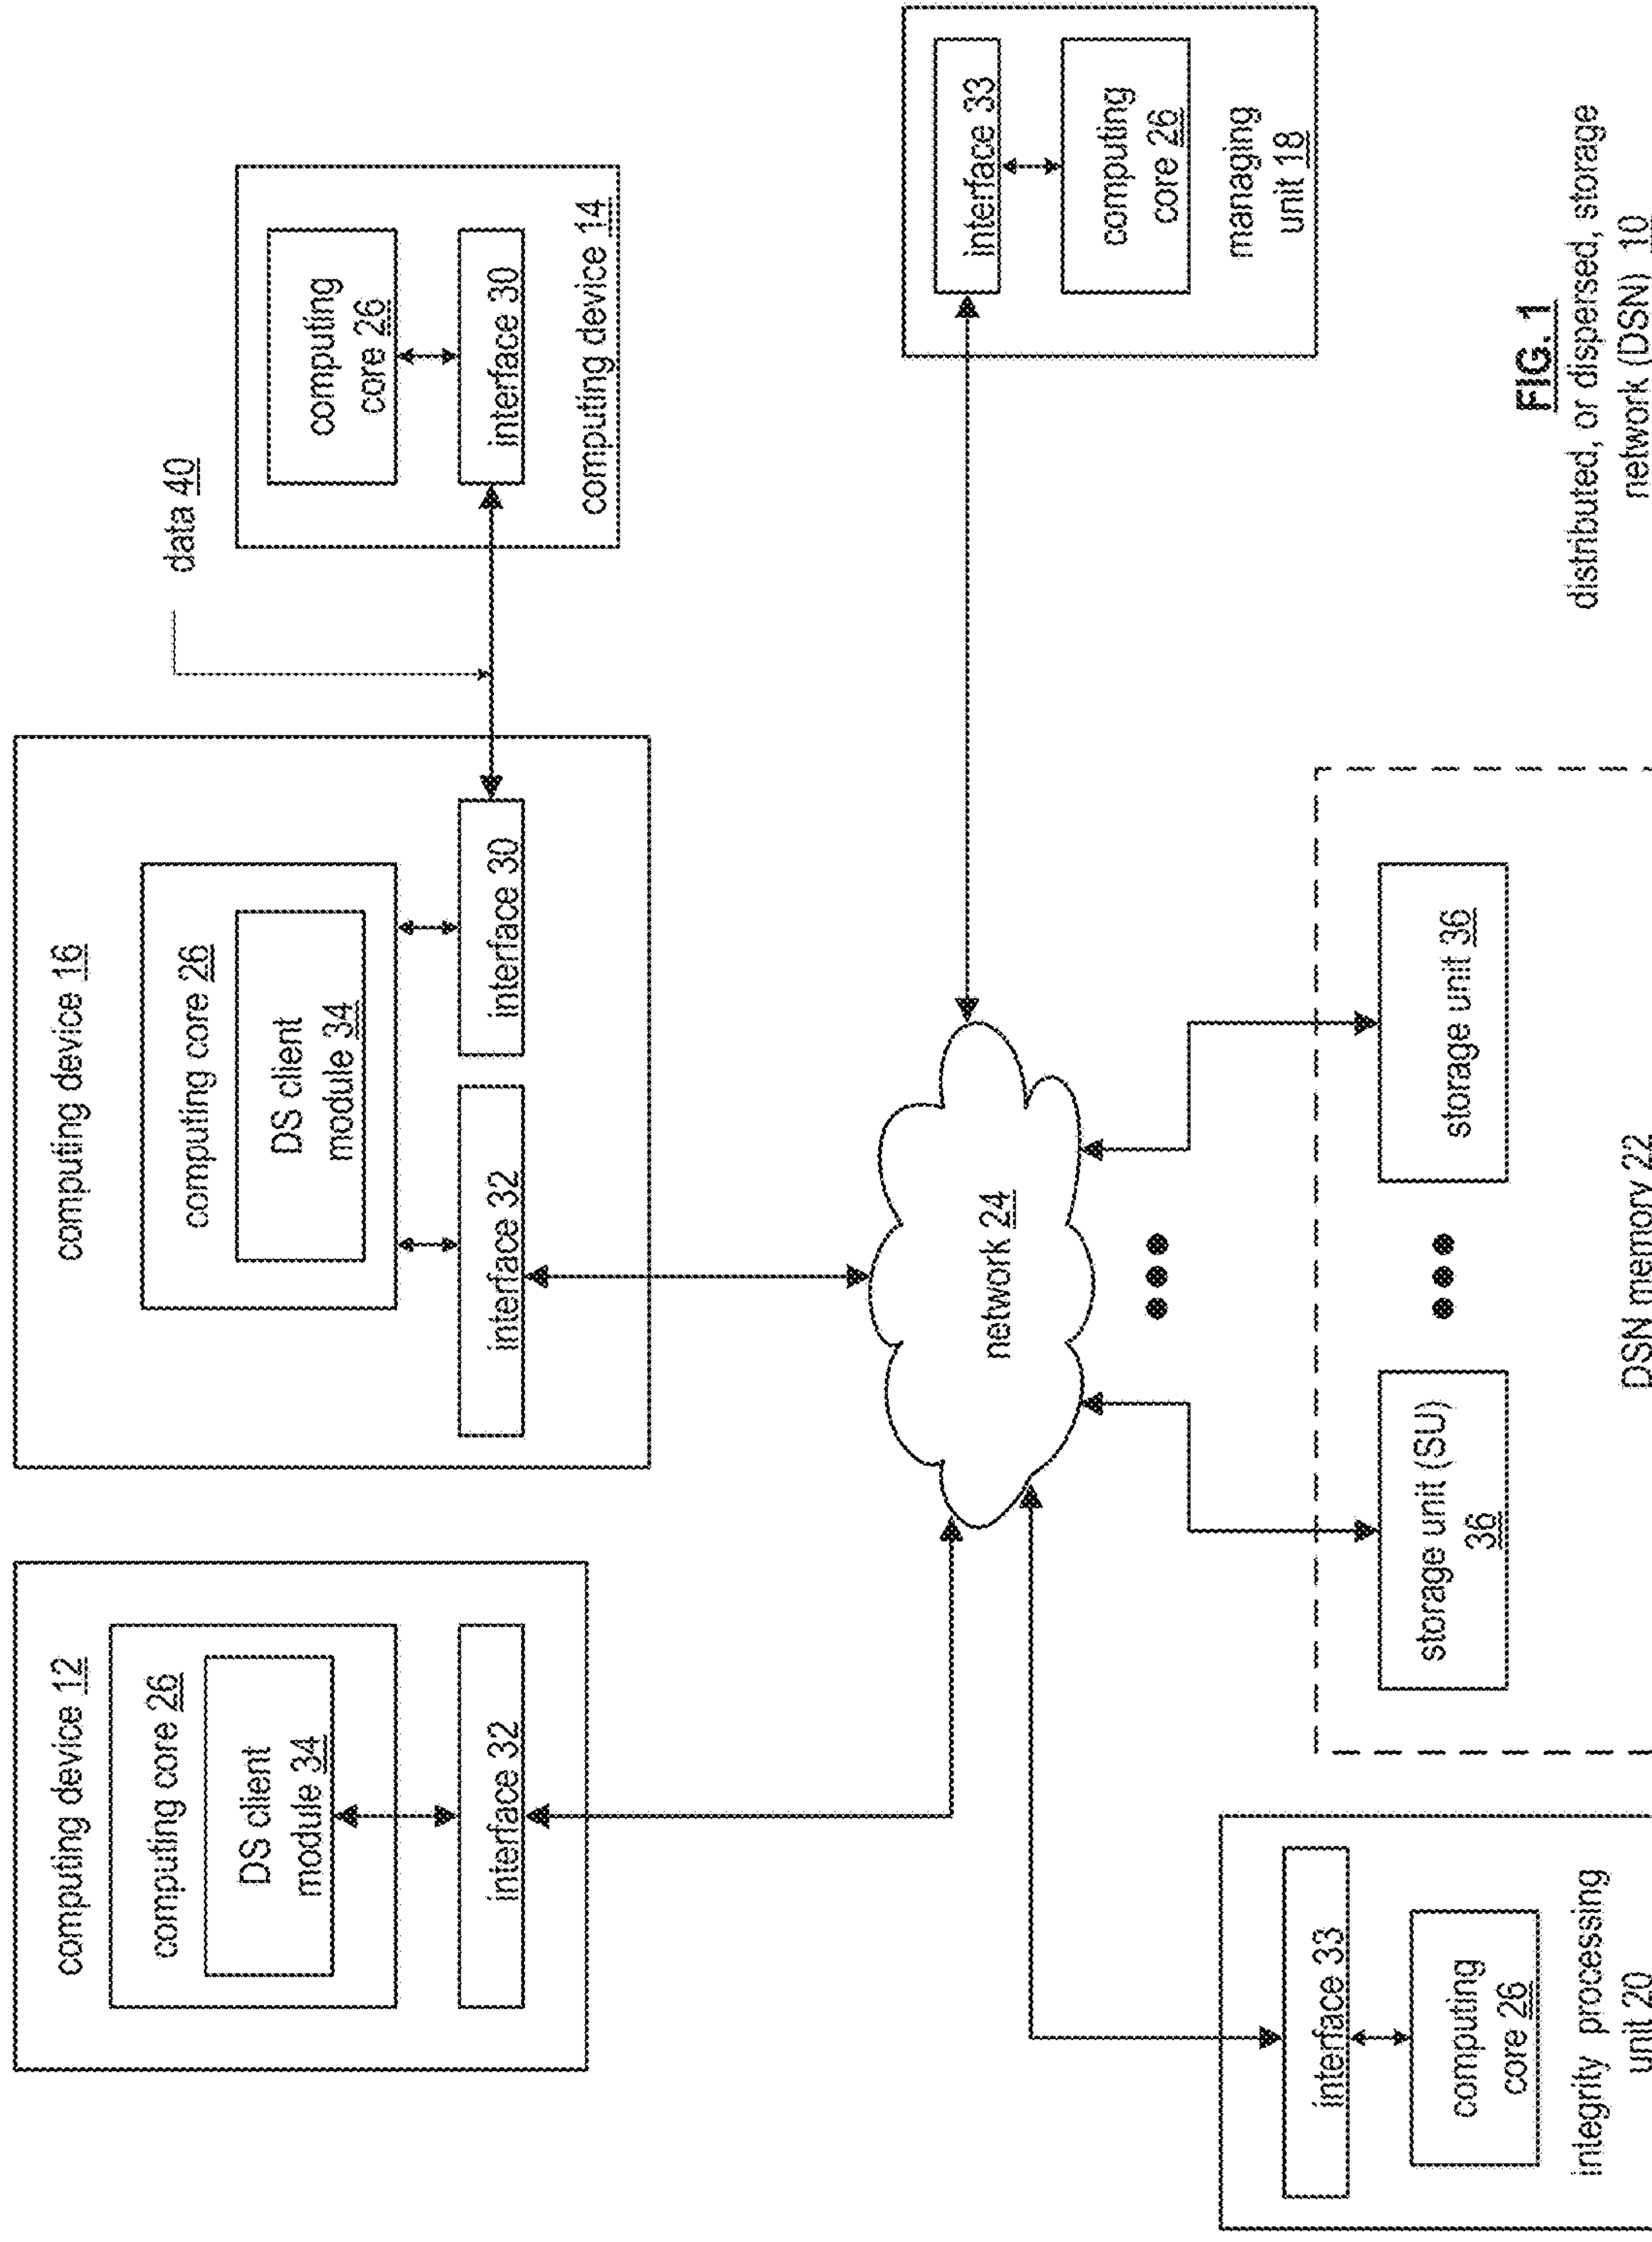 computing device 12
computing core 26
DS client
module 34
interface 32
computing device 16
computing core 26
DS client
module 34
interface 32
interface 30
data 40
computing
core 26
interface 30
computing device 14
network 24
interface 33
computing
core 26
managing
unit 18
interface 33
computing
core 26
integrity processing
unit 20
storage unit (SU)
36
storage unit 36
DSN memory 22
FIG. 1
distributed, or dispersed, storage
network (DSN) 10